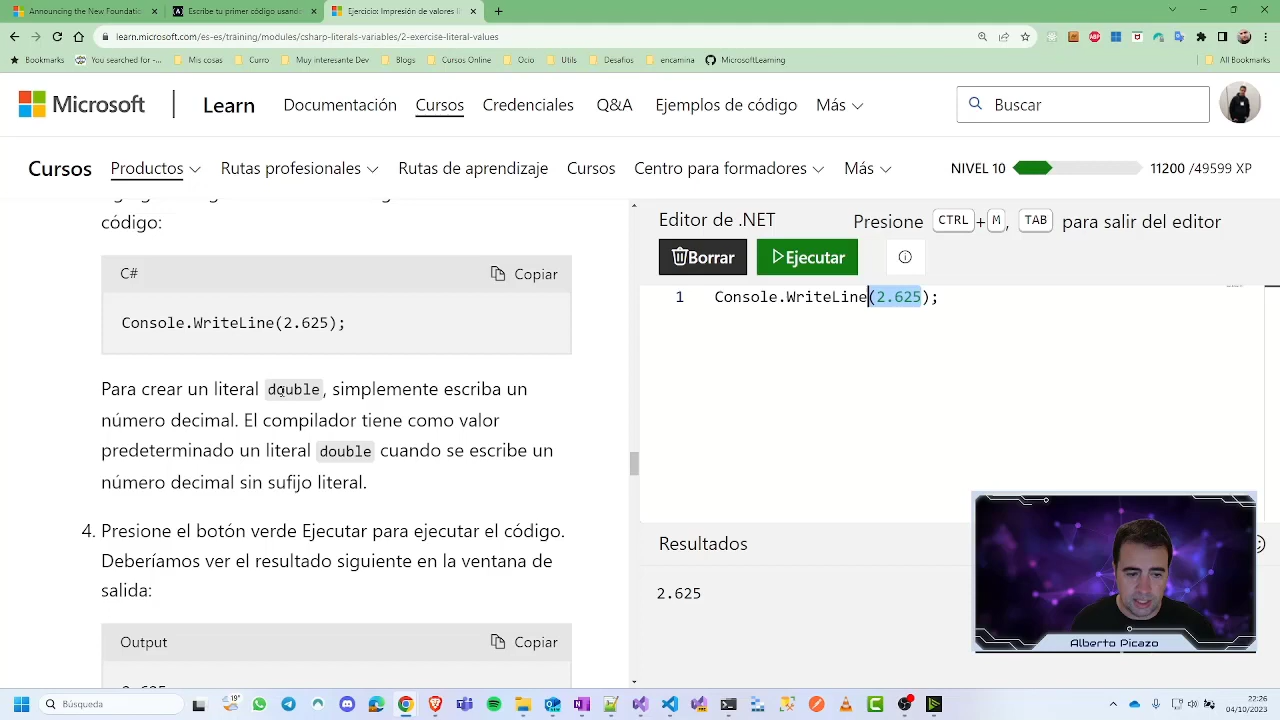 Announcing the New Foundatic
Escribe tu primer código usando
Ejercicio: Impresión de valores l
learn.microsoft.com/es-es/training/modules/csharp-literals-variables/2-exercise-literal-values
Bookmarks You searched for -... Mis cosas Curro Muy interesante Dev Blogs Cursos Online Ocio Utils Desafios encamina MicrosoftLearning All Bookmarks
Microsoft Learn Documentación Cursos Credenciales Q&A Ejemplos de código Más Buscar
Cursos Productos Rutas profesionales Rutas de aprendizaje Cursos Centro para formadores Más NIVEL 10 11200 /49599 XP
código:
C# Copiar
Console.WriteLine(2.625);
Para crear un literal double, simplemente escriba un
número decimal. El compilador tiene como valor
predeterminado un literal double cuando se escribe un
número decimal sin sufijo literal.
4. Presione el botón verde Ejecutar para ejecutar el código.
Deberíamos ver el resultado siguiente en la ventana de
salida:
Output Copiar
Editor de .NET Presione CTRL + M, TAB para salir del editor
Borrar Ejecutar
1 Console.WriteLine(2.625);
Resultados
2.625
Alberto Picazo
Búsqueda
19°
22:26
04/10/2023